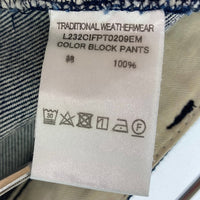 TRADITIONAL WEATHERWEAR
L232CIFPT0209EM
COLOR BLOCK PANTS
綿 100%